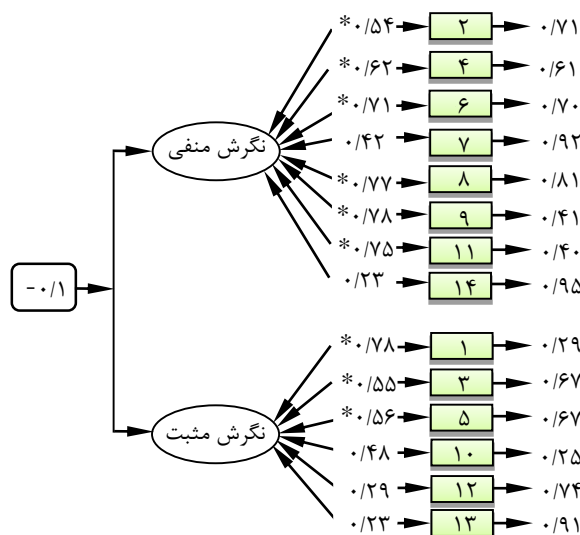 *۰/۵۴ ۲ ۰/۷۱
*۰/۶۲ ۴ ۰/۶۱
*۰/۷۱ ۶ ۰/۷۰
۰/۴۲ ۷ ۰/۹۲
نگرش منفی
*۰/۷۷ ۸ ۰/۸۱
*۰/۷۸ ۹ ۰/۴۱
*۰/۷۵ ۱۱ ۰/۴۰
۰/۲۳ ۱۴ ۰/۹۵
-۰/۱
*۰/۷۸ ۱ ۰/۲۹
*۰/۵۵ ۳ ۰/۶۷
*۰/۵۶ ۵ ۰/۶۷
نگرش مثبت
۰/۴۸ ۱۰ ۰/۲۵
۰/۲۹ ۱۲ ۰/۷۴
۰/۲۳ ۱۳ ۰/۹۱